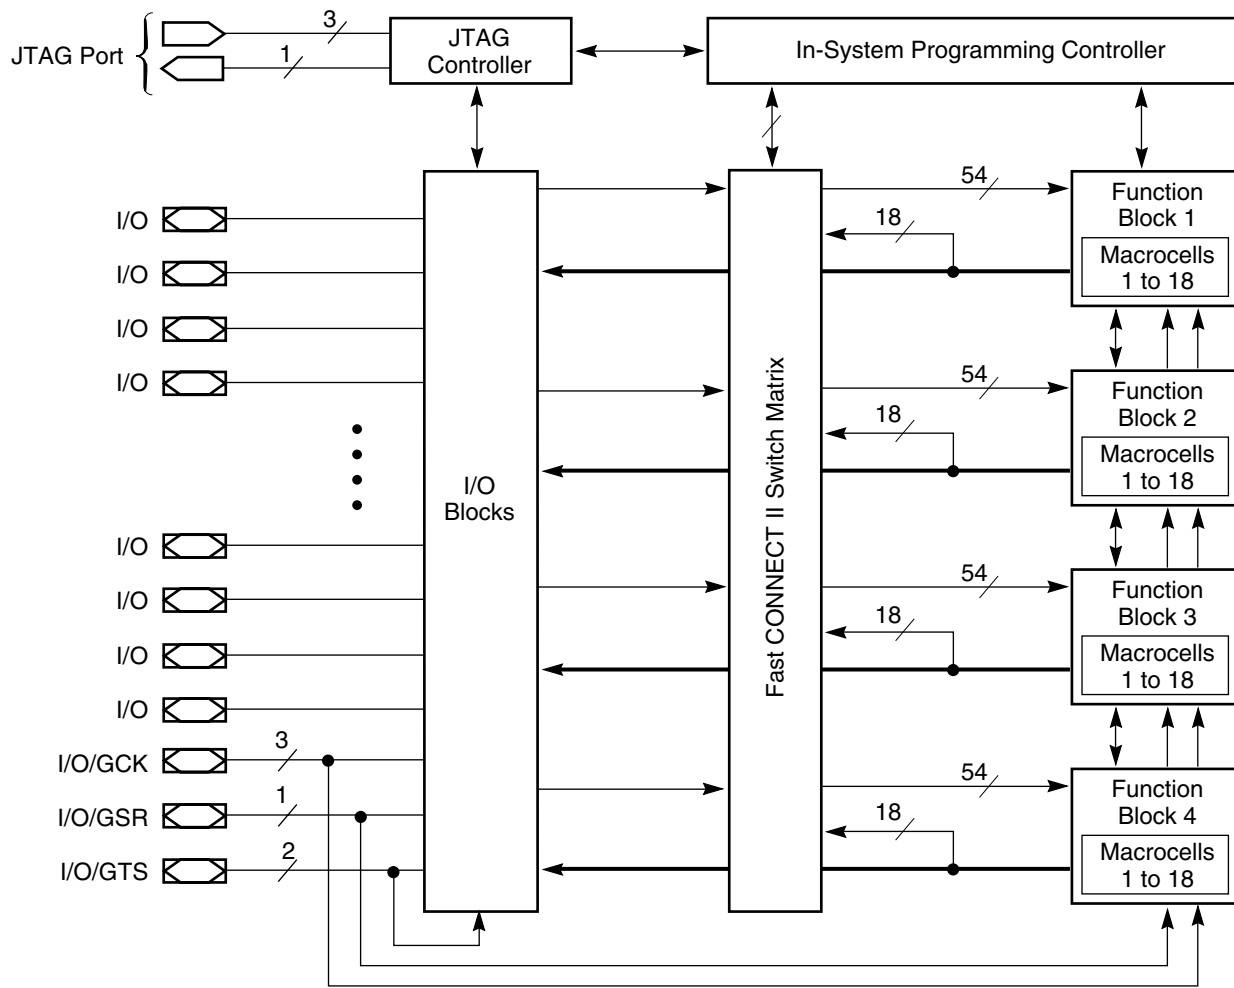 JTAG Port
3
1
JTAG
Controller
In-System Programming Controller
I/O
I/O
I/O
I/O
I/O
I/O
I/O
I/O
I/O/GCK
3
I/O/GSR
1
I/O/GTS
2
I/O
Blocks
Fast CONNECT II Switch Matrix
54
18
Function
Block 1
Macrocells
1 to 18
54
18
Function
Block 2
Macrocells
1 to 18
54
18
Function
Block 3
Macrocells
1 to 18
54
18
Function
Block 4
Macrocells
1 to 18